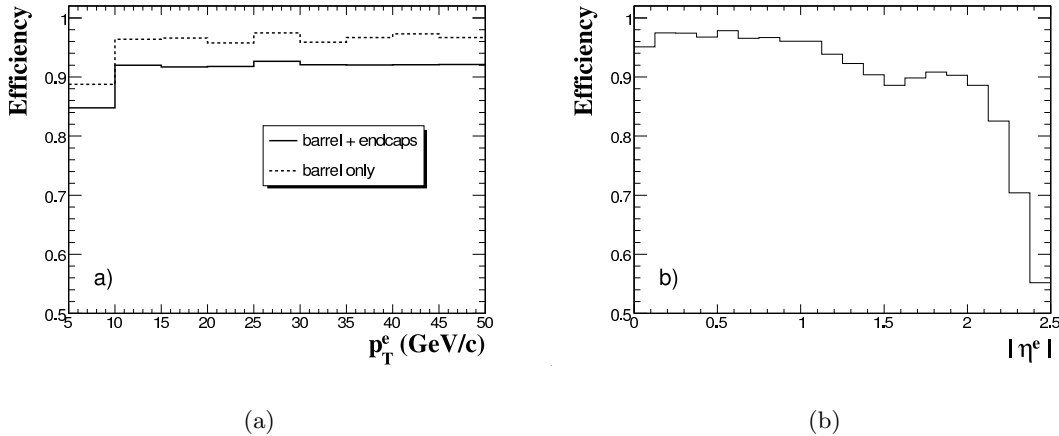 Efficiency
1
0.9
0.8
0.7
0.6
0.5
barrel + endcaps
barrel only
a)
5 10 15 20 25 30 35 40 45 50
p_T^e (GeV/c)
(a)
Efficiency
1
0.9
0.8
0.7
0.6
0.5
b)
0 0.5 1 1.5 2 2.5
| η^e |
(b)